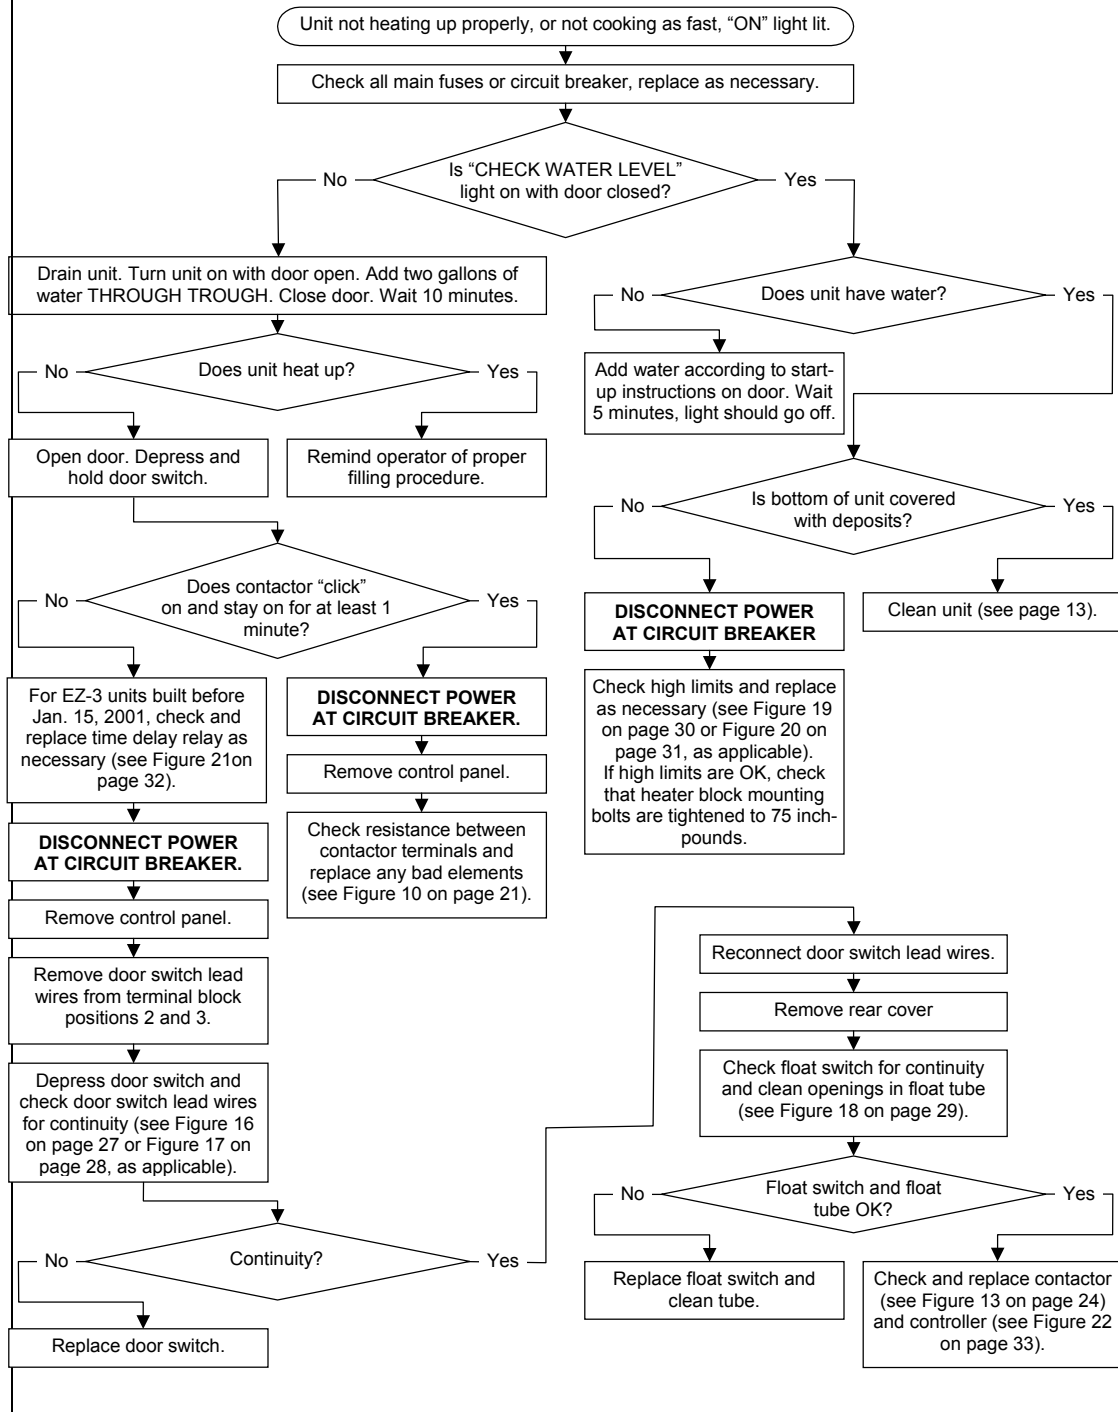 Unit not heating up properly, or not cooking as fast, “ON” light lit.
Check all main fuses or circuit breaker, replace as necessary.
Is “CHECK WATER LEVEL”
light on with door closed?
No
Yes
Drain unit. Turn unit on with door open. Add two gallons of
water THROUGH TROUGH. Close door. Wait 10 minutes.
Does unit heat up?
No
Yes
Open door. Depress and
hold door switch.
Remind operator of proper
filling procedure.
Does contactor “click”
on and stay on for at least 1
minute?
No
Yes
For EZ-3 units built before
Jan. 15, 2001, check and
replace time delay relay as
necessary (see Figure 21on
page 32).
DISCONNECT POWER
AT CIRCUIT BREAKER.
Remove control panel.
Remove door switch lead
wires from terminal block
positions 2 and 3.
Depress door switch and
check door switch lead wires
for continuity (see Figure 16
on page 27 or Figure 17 on
page 28, as applicable).
Continuity?
No
Yes
Replace door switch.
DISCONNECT POWER
AT CIRCUIT BREAKER.
Remove control panel.
Check resistance between
contactor terminals and
replace any bad elements
(see Figure 10 on page 21).
Does unit have water?
No
Yes
Add water according to start-
up instructions on door. Wait
5 minutes, light should go off.
Is bottom of unit covered
with deposits?
No
Yes
DISCONNECT POWER
AT CIRCUIT BREAKER
Clean unit (see page 13).
Check high limits and replace
as necessary (see Figure 19
on page 30 or Figure 20 on
page 31, as applicable).
If high limits are OK, check
that heater block mounting
bolts are tightened to 75 inch-
pounds.
Reconnect door switch lead wires.
Remove rear cover
Check float switch for continuity
and clean openings in float tube
(see Figure 18 on page 29).
Float switch and float
tube OK?
No
Yes
Replace float switch and
clean tube.
Check and replace contactor
(see Figure 13 on page 24)
and controller (see Figure 22
on page 33).